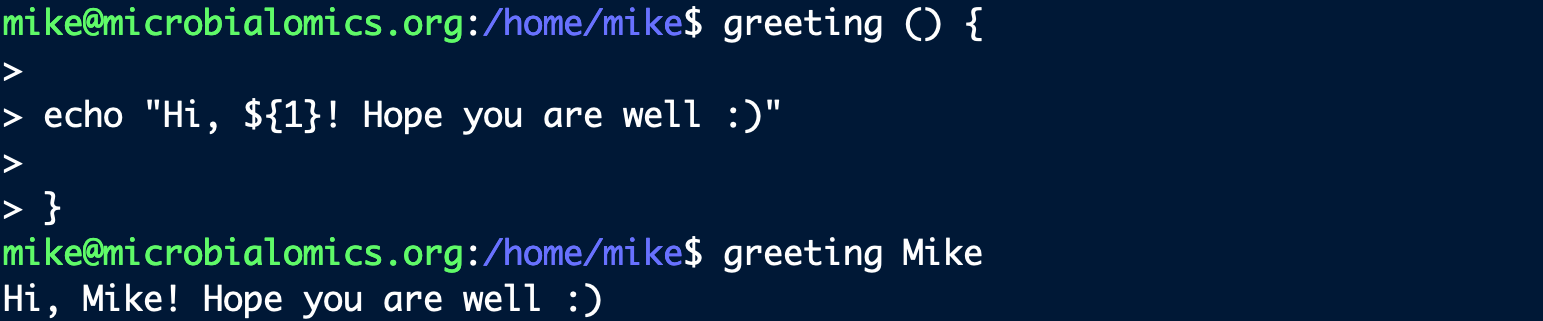 mike@microbialomics.org:/home/mike$ greeting () {
>
> echo "Hi, ${1}! Hope you are well :)"
>
> }
mike@microbialomics.org:/home/mike$ greeting Mike
Hi, Mike! Hope you are well :)